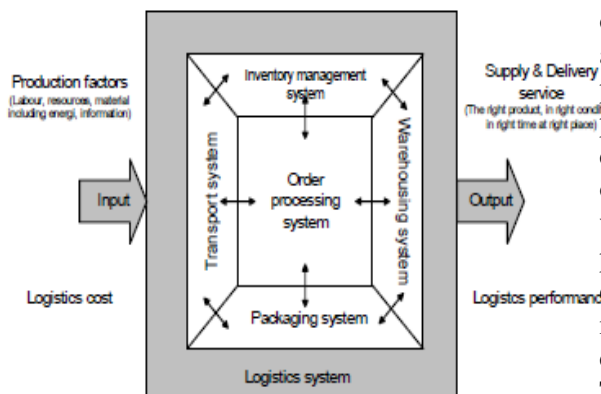 Production factors
(Labour, resources, material
including energi, information)
Input
Logistics cost
Inventory management
system
Transport system
Order
processing
system
Warehousing system
Packaging system
Logistics system
Supply & Delivery
service
(The right product, in right condi
in right time at right place)
Output
Logistcs performanc